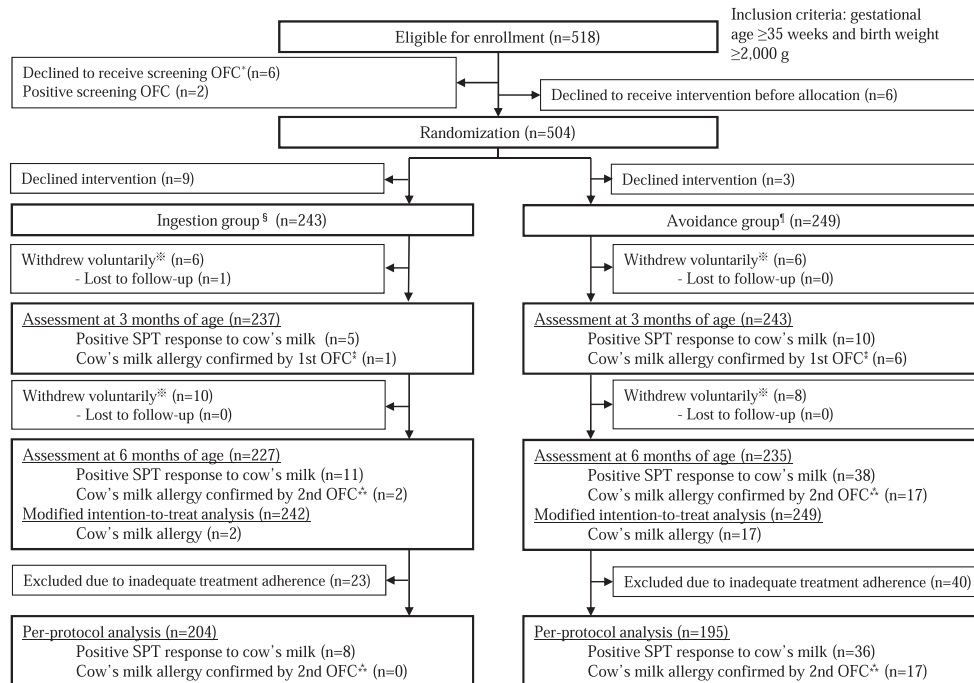 Eligible for enrollment (n=518)
Inclusion criteria: gestational
age ≥35 weeks and birth weight
≥2,000 g
Declined to receive screening OFC*(n=6)
Positive screening OFC (n=2)
Declined to receive intervention before allocation (n=6)
Randomization (n=504)
Declined intervention (n=9)
Declined intervention (n=3)
Ingestion group § (n=243)
Avoidance group¶ (n=249)
Withdrew voluntarily※ (n=6)
- Lost to follow-up (n=1)
Withdrew voluntarily※ (n=6)
- Lost to follow-up (n=0)
Assessment at 3 months of age (n=237)
Positive SPT response to cow's milk (n=5)
Cow's milk allergy confirmed by 1st OFC‡ (n=1)
Assessment at 3 months of age (n=243)
Positive SPT response to cow's milk (n=10)
Cow's milk allergy confirmed by 1st OFC‡ (n=6)
Withdrew voluntarily※ (n=10)
- Lost to follow-up (n=0)
Withdrew voluntarily※ (n=8)
- Lost to follow-up (n=0)
Assessment at 6 months of age (n=227)
Positive SPT response to cow's milk (n=11)
Cow's milk allergy confirmed by 2nd OFC⁂ (n=2)
Modified intention-to-treat analysis (n=242)
Cow's milk allergy (n=2)
Assessment at 6 months of age (n=235)
Positive SPT response to cow's milk (n=38)
Cow's milk allergy confirmed by 2nd OFC⁂ (n=17)
Modified intention-to-treat analysis (n=249)
Cow's milk allergy (n=17)
Excluded due to inadequate treatment adherence (n=23)
Excluded due to inadequate treatment adherence (n=40)
Per-protocol analysis (n=204)
Positive SPT response to cow's milk (n=8)
Cow's milk allergy confirmed by 2nd OFC⁂ (n=0)
Per-protocol analysis (n=195)
Positive SPT response to cow's milk (n=36)
Cow's milk allergy confirmed by 2nd OFC⁂ (n=17)